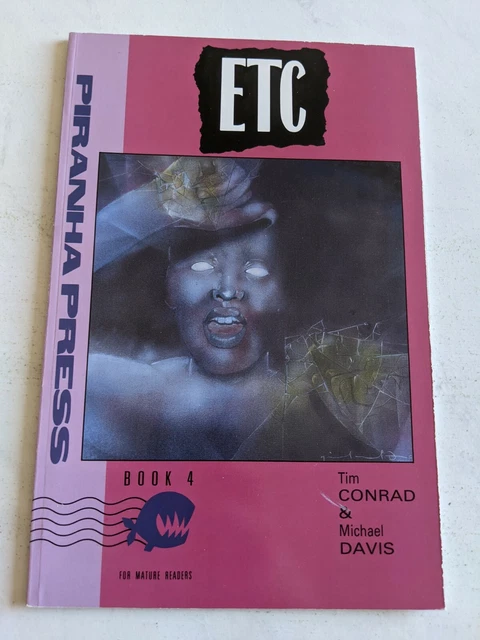 ETC
PIRANHA PRESS
BOOK 4
FOR MATURE READERS
Tim
CONRAD
&
Michael
DAVIS